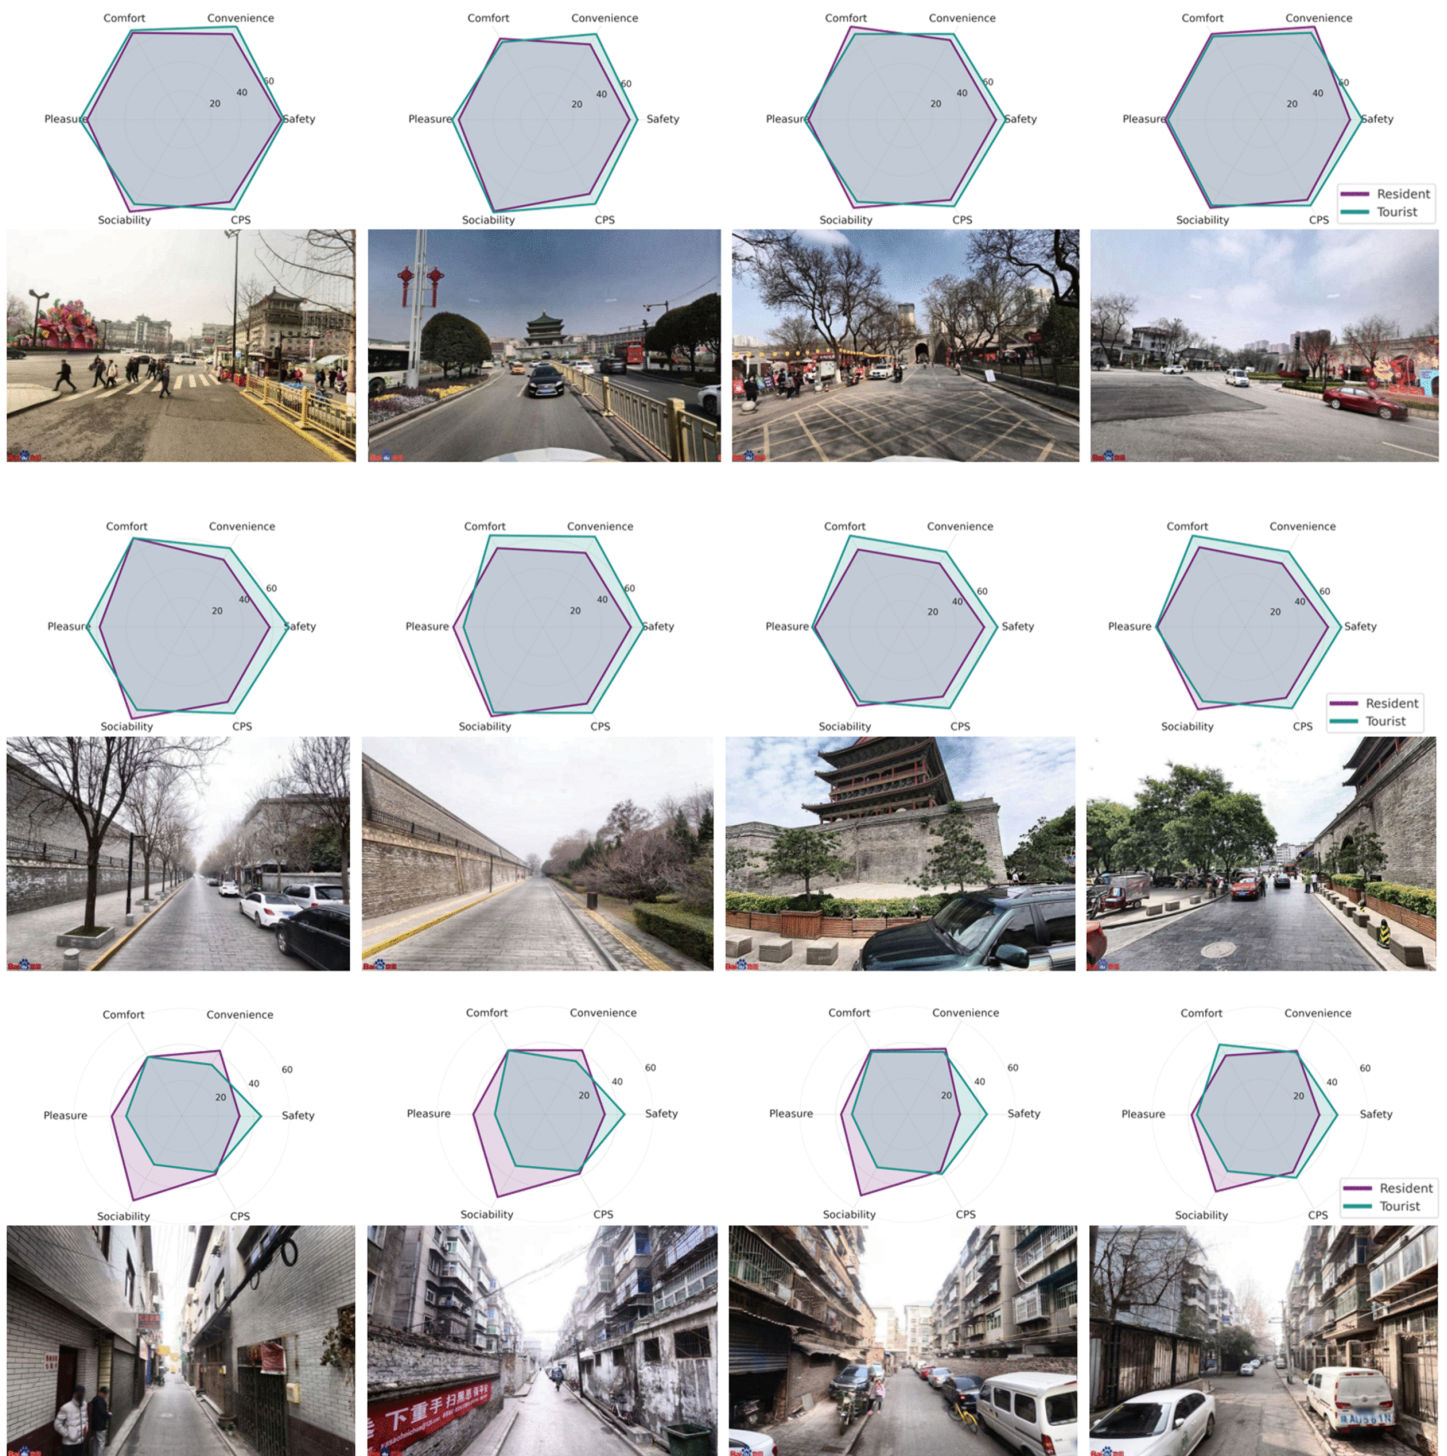 Comfort Convenience
60
40
20
Pleasure Safety
Sociability CPS
Comfort Convenience
60
40
20
Pleasure Safety
Sociability CPS
Comfort Convenience
60
40
20
Pleasure Safety
Sociability CPS
Comfort Convenience
60
40
20
Pleasure Safety
Resident
Tourist
Sociability CPS
Comfort Convenience
60
40
20
Pleasure Safety
Sociability CPS
Comfort Convenience
60
40
20
Pleasure Safety
Sociability CPS
Comfort Convenience
60
40
20
Pleasure Safety
Sociability CPS
Comfort Convenience
60
40
20
Pleasure Safety
Resident
Tourist
Sociability CPS
Comfort Convenience
60
40
20
Pleasure Safety
Sociability CPS
Comfort Convenience
60
40
20
Pleasure Safety
Sociability CPS
Comfort Convenience
60
40
20
Pleasure Safety
Sociability CPS
Comfort Convenience
60
40
20
Pleasure Safety
Resident
Tourist
Sociability CPS
下重手扫黑恶